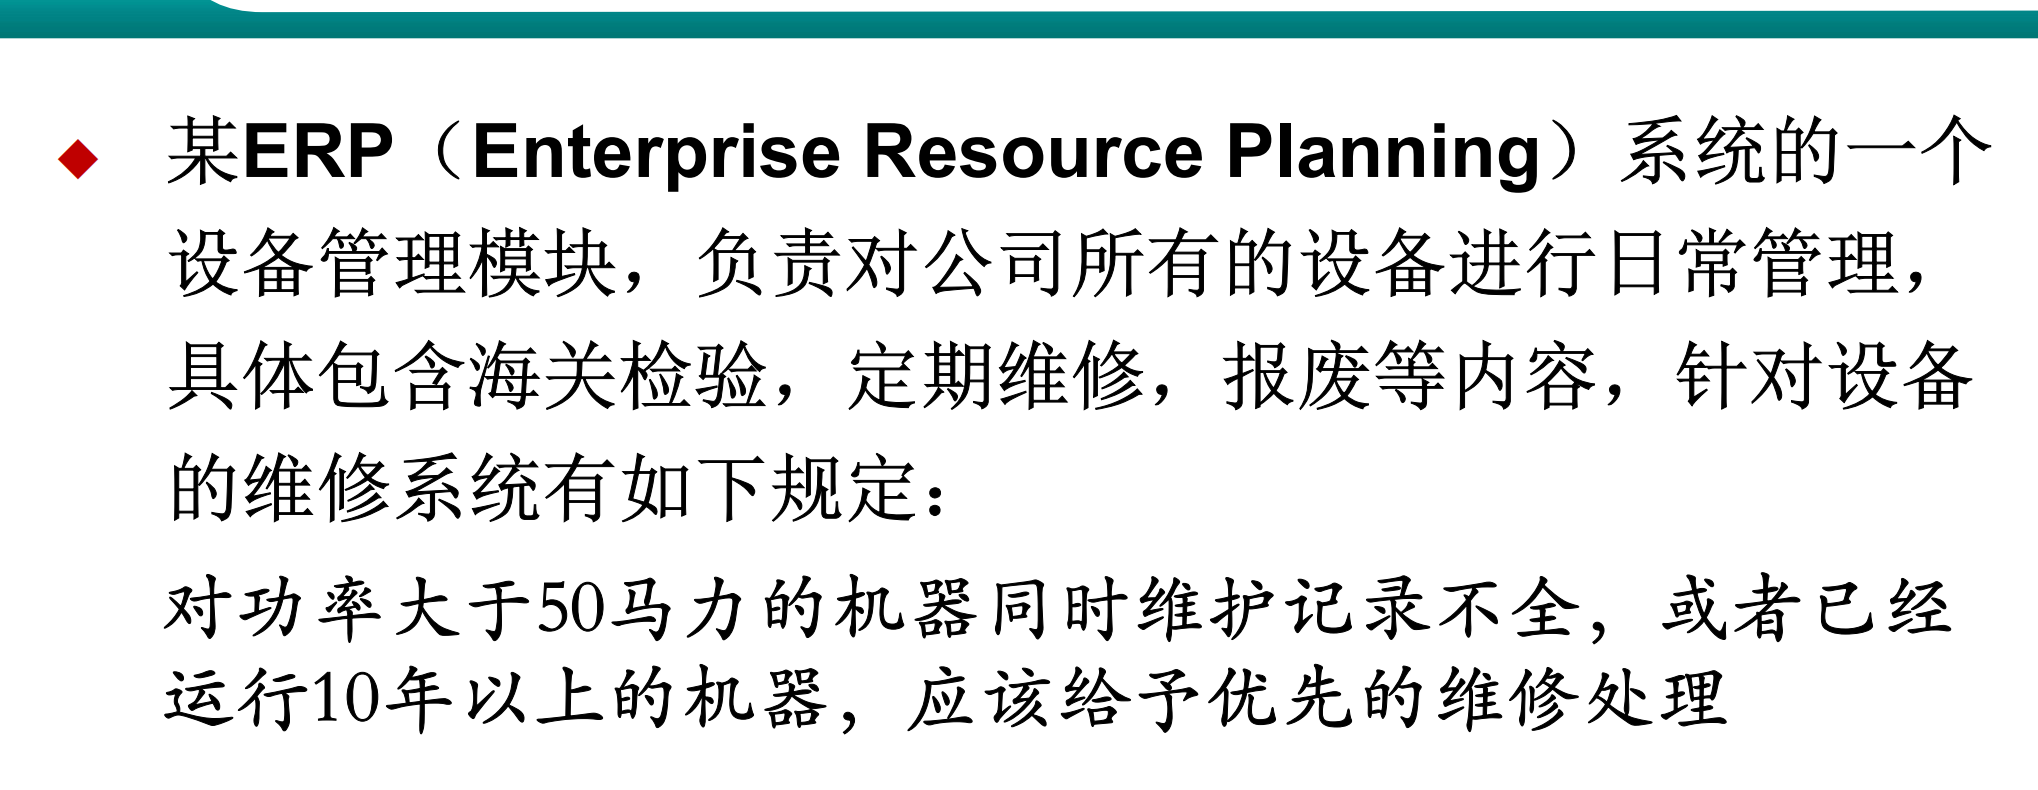 某ERP（Enterprise Resource Planning）系统的一个
设备管理模块，负责对公司所有的设备进行日常管理，
具体包含海关检验，定期维修，报废等内容，针对设备
的维修系统有如下规定：
对功率大于50马力的机器同时维护记录不全，或者已经
运行10年以上的机器，应该给予优先的维修处理